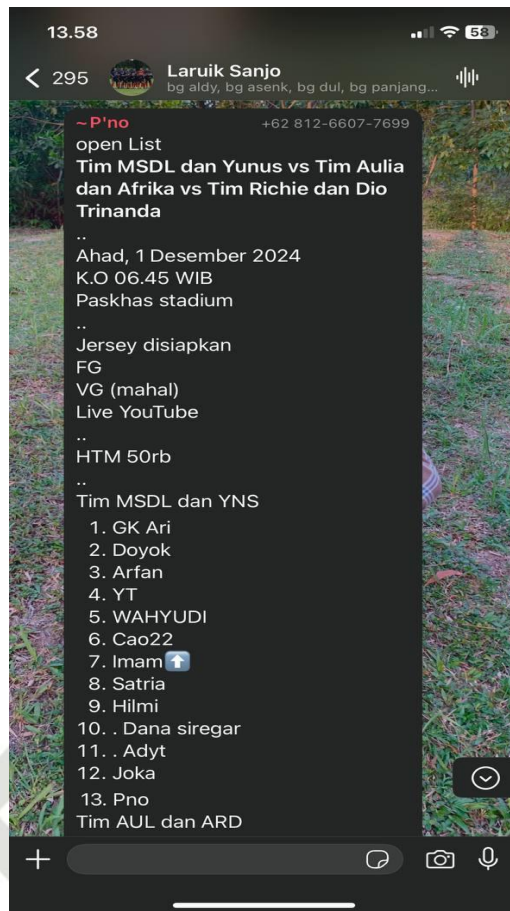 13.58
53
295
Laruik Sanjo
bg aldy, bg asenk, bg dul, bg panjang...
~P'no +62 812-6607-7699
open List
Tim MSDL dan Yunus vs Tim Aulia
dan Afrika vs Tim Richie dan Dio
Trinanda
..
Ahad, 1 Desember 2024
K.O 06.45 WIB
Paskhas stadium
..
Jersey disiapkan
FG
VG (mahal)
Live YouTube
..
HTM 50rb
..
Tim MSDL dan YNS
1. GK Ari
2. Doyok
3. Arfan
4. YT
5. WAHYUDI
6. Cao22
7. Imam⬆️
8. Satria
9. Hilmi
10. . Dana siregar
11. . Adyt
12. Joka
13. Pno
Tim AUL dan ARD